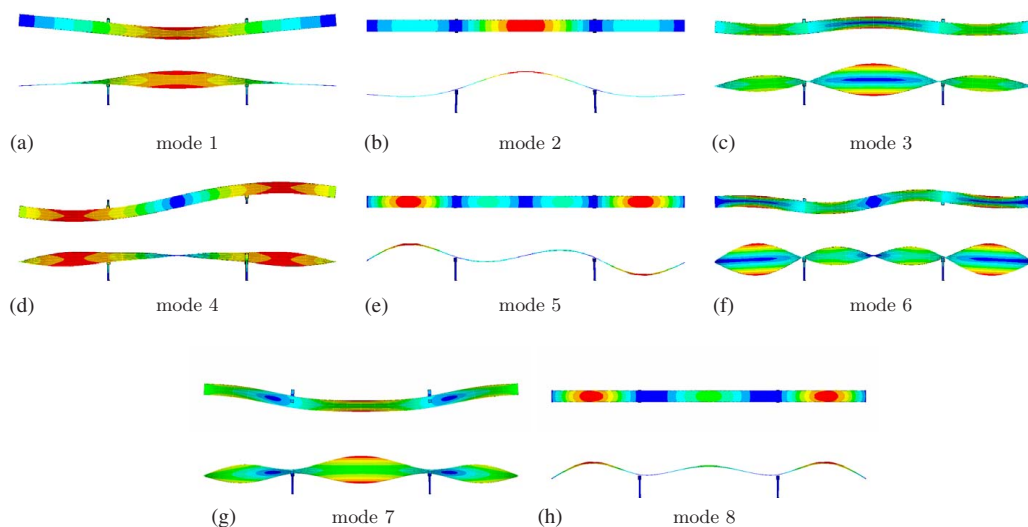 (a) mode 1
(b) mode 2
(c) mode 3
(d) mode 4
(e) mode 5
(f) mode 6
(g) mode 7
(h) mode 8